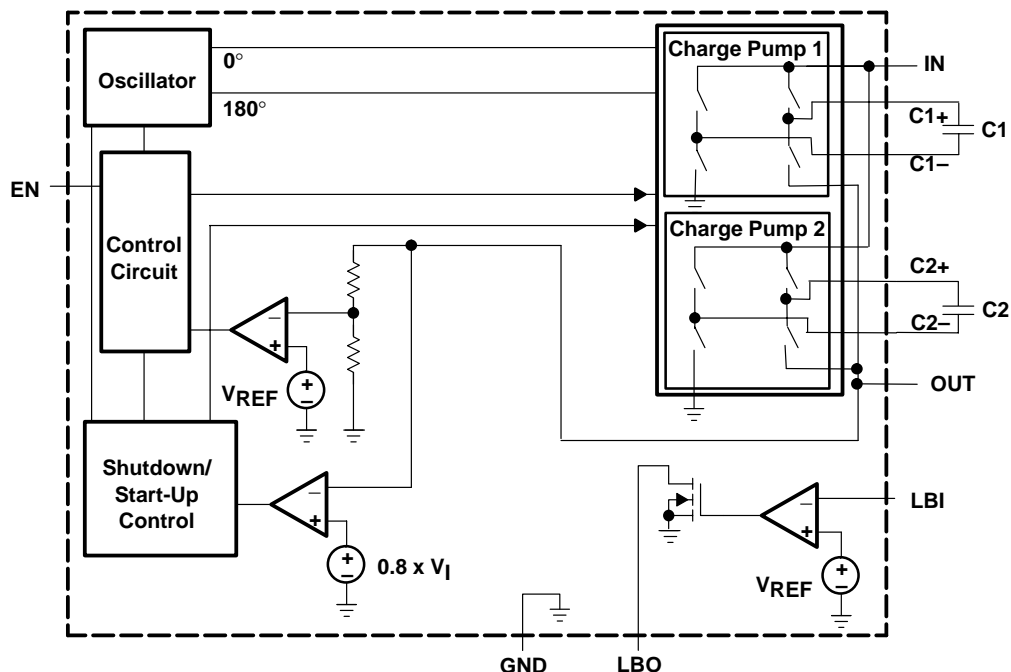 Oscillator
0°
180°
Charge Pump 1
IN
C1+
C1
C1–
EN
Control
Circuit
Charge Pump 2
C2+
C2
C2–
OUT
–
+
VREF
+
–
Shutdown/
Start-Up
Control
–
+
+
–
0.8 x VI
LBI
–
+
VREF
+
–
GND
LBO